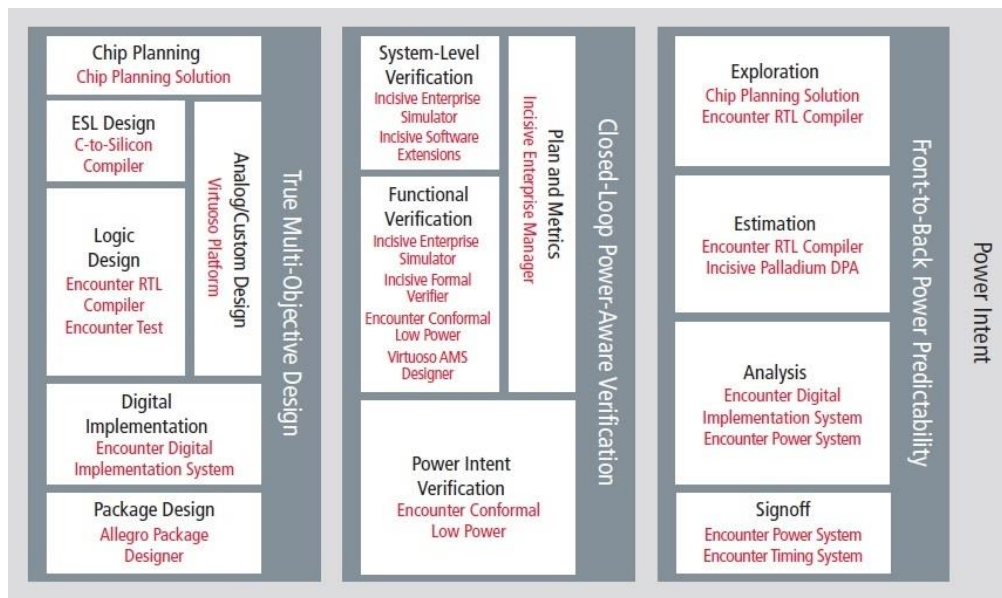 Chip Planning
Chip Planning Solution
ESL Design
C-to-Silicon
Compiler
Logic
Design
Encounter RTL
Compiler
Encounter Test
Analog/Custom Design
Virtuoso Platform
Digital
Implementation
Encounter Digital
Implementation System
Package Design
Allegro Package
Designer
True Multi-Objective Design
System-Level
Verification
Incisive Enterprise
Simulator
Incisive Software
Extensions
Functional
Verification
Incisive Enterprise
Simulator
Incisive Formal
Verifier
Encounter Conformal
Low Power
Virtuoso AMS
Designer
Plan and Metrics
Incisive Enterprise Manager
Power Intent
Verification
Encounter Conformal
Low Power
Closed-Loop Power-Aware Verification
Exploration
Chip Planning Solution
Encounter RTL Compiler
Estimation
Encounter RTL Compiler
Incisive Palladium DPA
Analysis
Encounter Digital
Implementation System
Encounter Power System
Signoff
Encounter Power System
Encounter Timing System
Front-to-Back Power Predictability
Power Intent